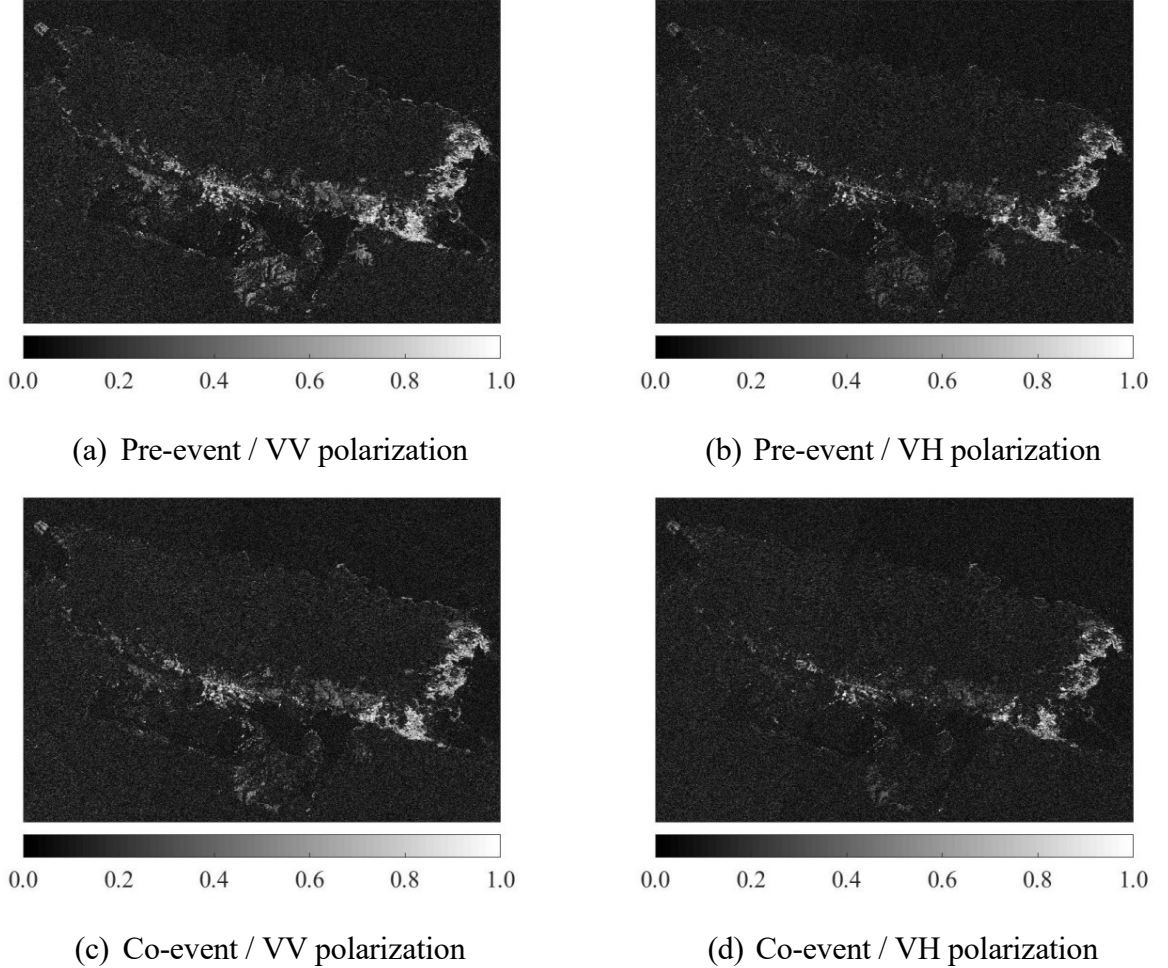 0.0 0.2 0.4 0.6 0.8 1.0
0.0 0.2 0.4 0.6 0.8 1.0
(a) Pre-event / VV polarization
(b) Pre-event / VH polarization
0.0 0.2 0.4 0.6 0.8 1.0
0.0 0.2 0.4 0.6 0.8 1.0
(c) Co-event / VV polarization
(d) Co-event / VH polarization